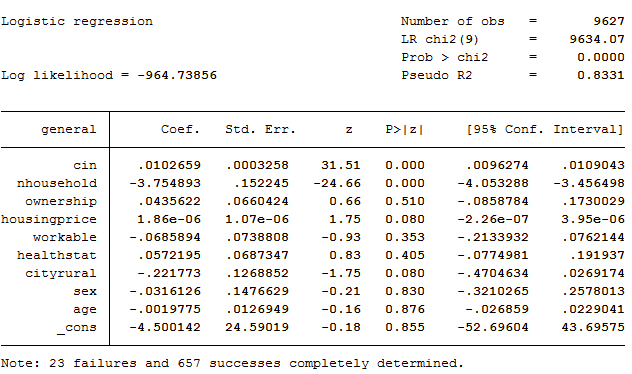 Logistic regression Number of obs = 9627
LR chi2(9) = 9634.07
Prob > chi2 = 0.0000
Log likelihood = -964.73856 Pseudo R2 = 0.8331
general Coef. Std. Err. z P>|z| [95% Conf. Interval]
cin .0102659 .0003258 31.51 0.000 .0096274 .0109043
nhousehold -3.754893 .152245 -24.66 0.000 -4.053288 -3.456498
ownership .0435622 .0660424 0.66 0.510 -.0858784 .1730029
housingprice 1.86e-06 1.07e-06 1.75 0.080 -2.26e-07 3.95e-06
workable -.0685894 .0738808 -0.93 0.353 -.2133932 .0762144
healthstat .0572195 .0687347 0.83 0.405 -.0774981 .191937
cityrural -.221773 .1268852 -1.75 0.080 -.4704634 .0269174
sex -.0316126 .1476629 -0.21 0.830 -.3210265 .2578013
age -.0019775 .0126949 -0.16 0.876 -.026859 .0229041
_cons -4.500142 24.59019 -0.18 0.855 -52.69604 43.69575
Note: 23 failures and 657 successes completely determined.